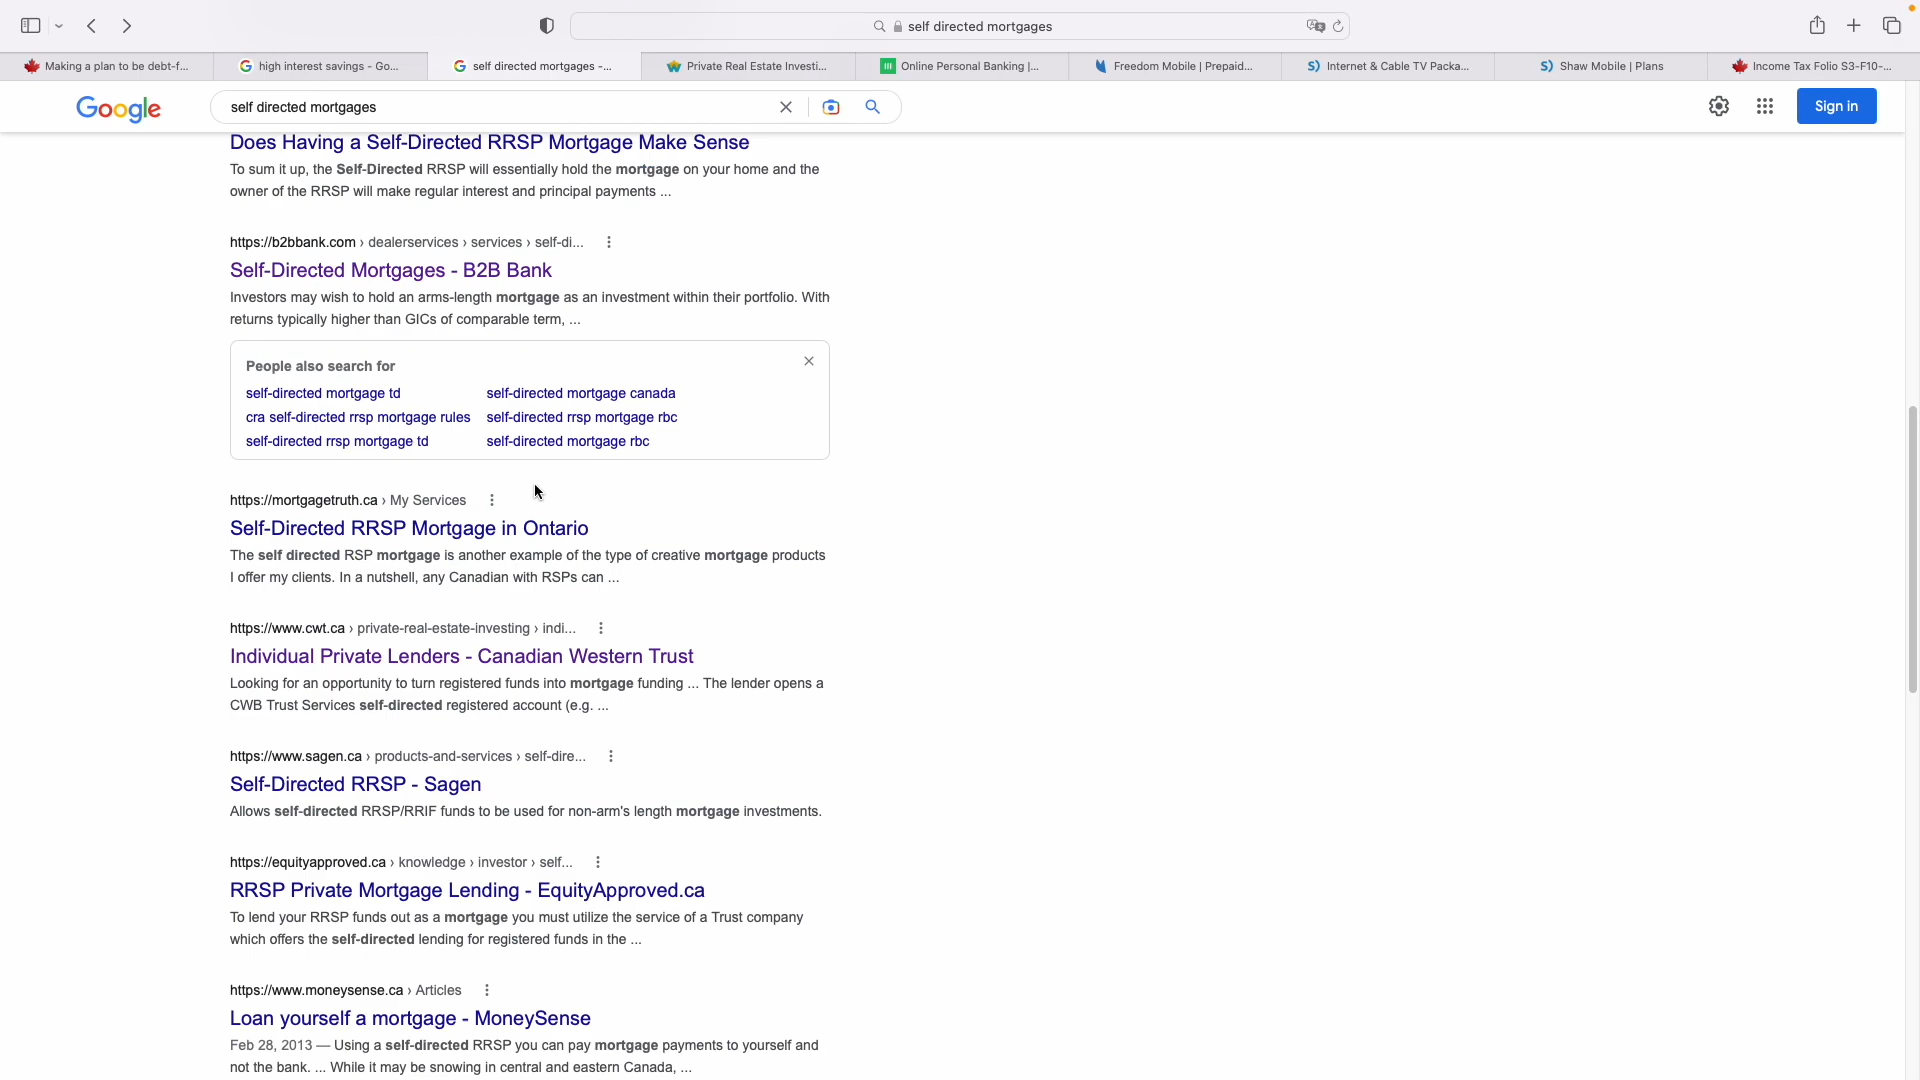 self directed mortgages
Making a plan to be debt-f...
high interest savings - Go...
self directed mortgages -...
Private Real Estate Investi...
Online Personal Banking |...
Freedom Mobile | Prepaid...
Internet & Cable TV Packa...
Shaw Mobile | Plans
Income Tax Folio S3-F10-...
Google
self directed mortgages
Sign in
Does Having a Self-Directed RRSP Mortgage Make Sense
To sum it up, the Self-Directed RRSP will essentially hold the mortgage on your home and the
owner of the RRSP will make regular interest and principal payments ...
https://b2bbank.com › dealerservices › services › self-di...
Self-Directed Mortgages - B2B Bank
Investors may wish to hold an arms-length mortgage as an investment within their portfolio. With
returns typically higher than GICs of comparable term, ...
People also search for
self-directed mortgage td
self-directed mortgage canada
cra self-directed rrsp mortgage rules
self-directed rrsp mortgage rbc
self-directed rrsp mortgage td
self-directed mortgage rbc
https://mortgagetruth.ca › My Services
Self-Directed RRSP Mortgage in Ontario
The self directed RSP mortgage is another example of the type of creative mortgage products
I offer my clients. In a nutshell, any Canadian with RSPs can ...
https://www.cwt.ca › private-real-estate-investing › indi...
Individual Private Lenders - Canadian Western Trust
Looking for an opportunity to turn registered funds into mortgage funding ... The lender opens a
CWB Trust Services self-directed registered account (e.g. ...
https://www.sagen.ca › products-and-services › self-dire...
Self-Directed RRSP - Sagen
Allows self-directed RRSP/RRIF funds to be used for non-arm's length mortgage investments.
https://equityapproved.ca › knowledge › investor › self...
RRSP Private Mortgage Lending - EquityApproved.ca
To lend your RRSP funds out as a mortgage you must utilize the service of a Trust company
which offers the self-directed lending for registered funds in the ...
https://www.moneysense.ca › Articles
Loan yourself a mortgage - MoneySense
Feb 28, 2013 — Using a self-directed RRSP you can pay mortgage payments to yourself and
not the bank. ... While it may be snowing in central and eastern Canada, ...